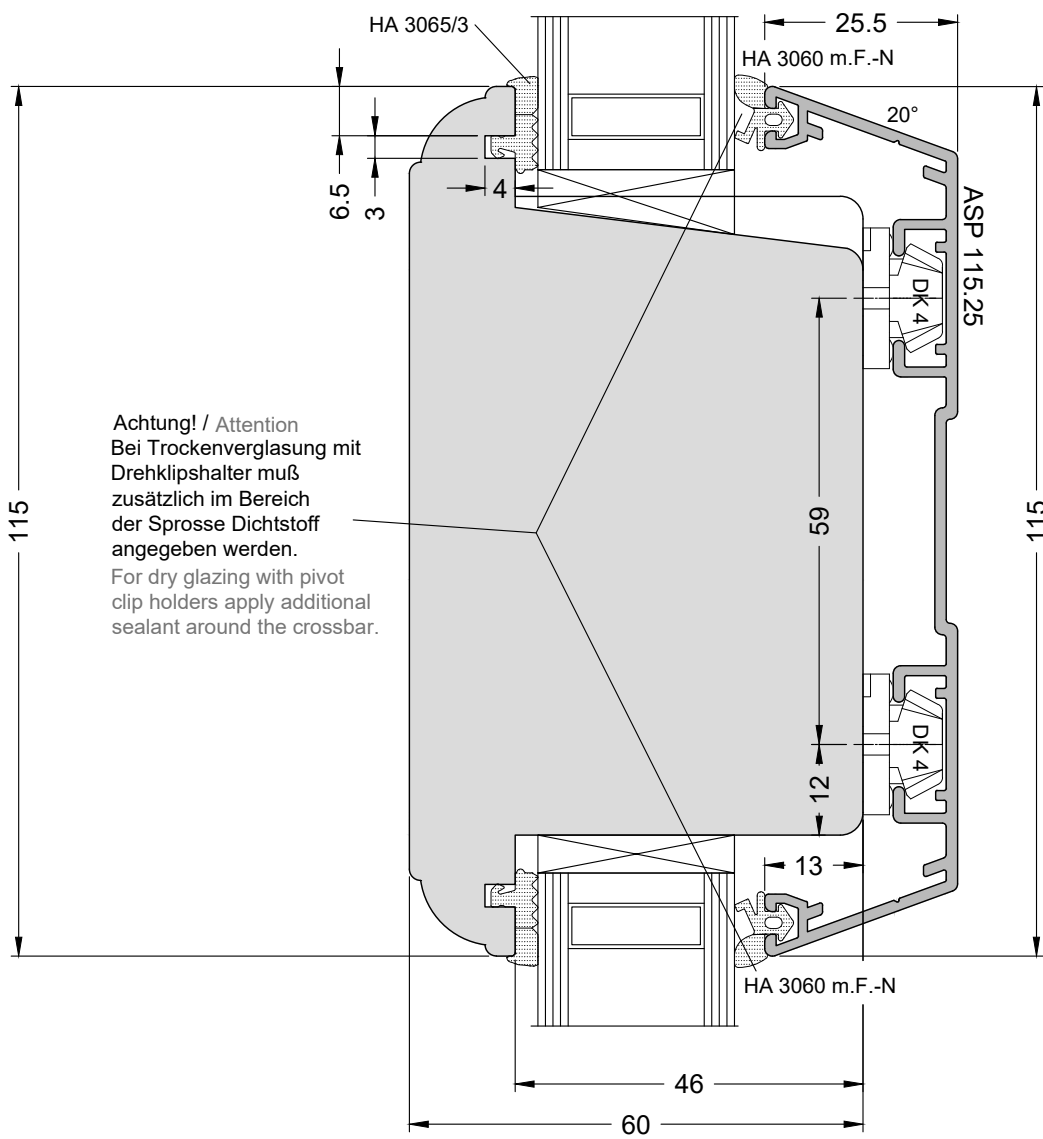 25.5
HA 3065/3
HA 3060 m.F.-N
20°
6.5
3
4
ASP 115.25
DK 4
Achtung! / Attention
Bei Trockenverglasung mit
Drehklipshalter muß
zusätzlich im Bereich
der Sprosse Dichtstoff
angegeben werden.
For dry glazing with pivot
clip holders apply additional
sealant around the crossbar.
115
59
115
DK 4
12
13
HA 3060 m.F.-N
46
60